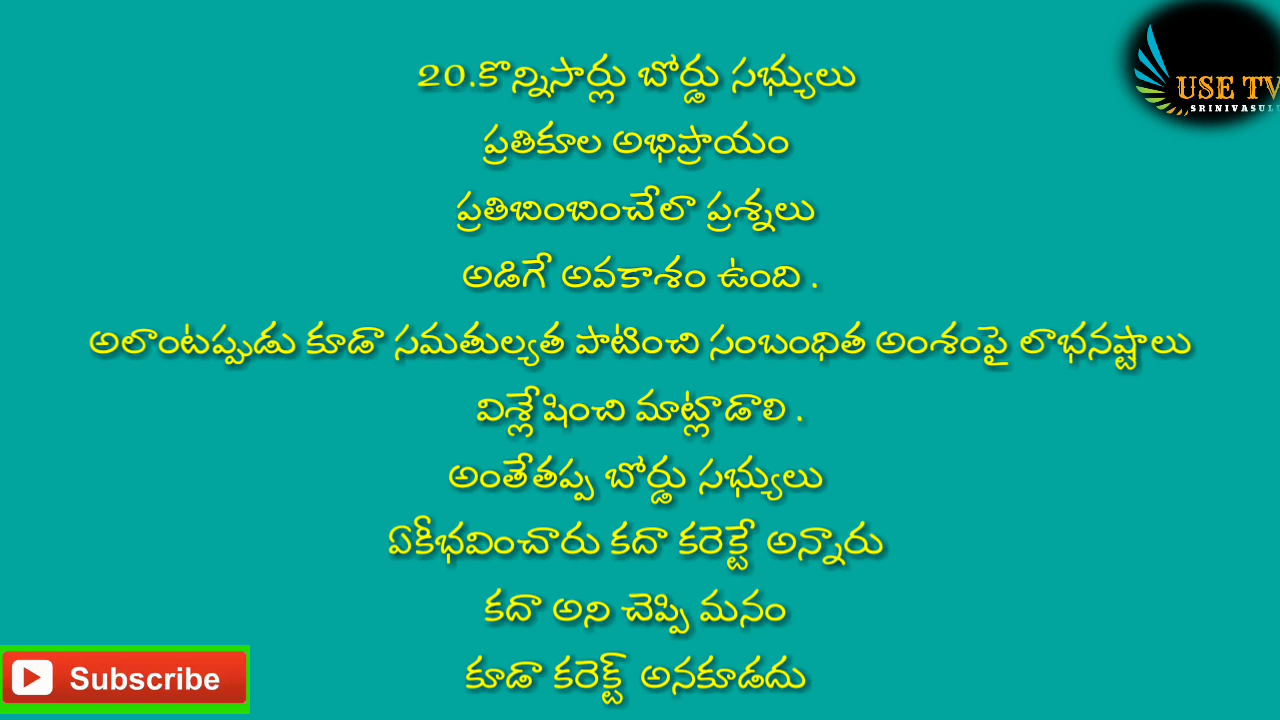 20.కొన్నిసార్లు బోర్డు సభ్యులు
ప్రతికూల అభిప్రాయం
ప్రతిబింబించేలా ప్రశ్నలు
అడిగే అవకాశం ఉంది .
అలాంటప్పుడు కూడా సమతుల్యత పాటించి సంబంధిత అంశంపై లాభనష్టాలు
విశ్లేషించి మాట్లాడాలి .
అంతేతప్ప బోర్డు సభ్యులు
ఏకీభవించారు కదా కరెక్టే అన్నారు
కదా అని చెప్పి మనం
కూడా కరెక్ట్ అనకూడదు
USE TV
SRINIVASULU
Subscribe